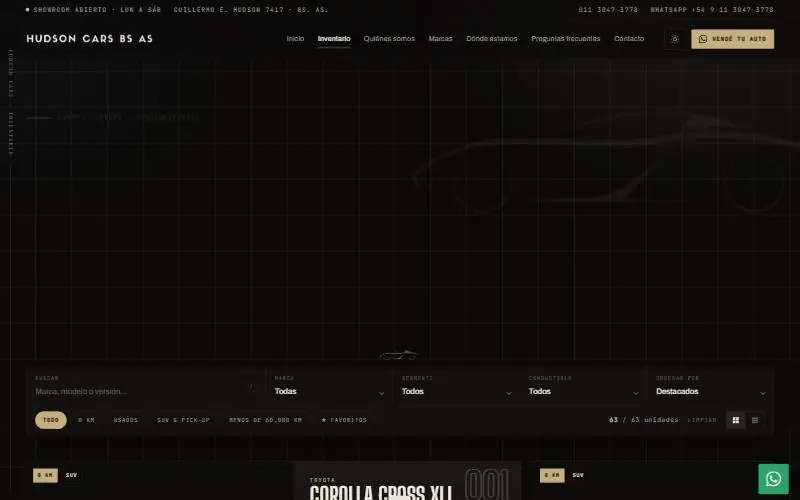 SHOWROOM ABIERTO · LUN A SÁB GUILLERMO E. HUDSON 7417 · BS. AS.
011 3047-3778 WHATSAPP +54 9 11 3047-3778
HUDSON CARS BS AS
Inicio Inventario Quiénes somos Marcas Dónde estamos Preguntas frecuentes Contacto
VENDÉ TU AUTO
BUSCAR
Marca, modelo o versión...
/
MARCA
Todas
SEGMENTO
Todos
COMBUSTIBLE
Todos
ORDENAR POR
Destacados
TODO 0 KM USADOS SUV & PICK-UP MENOS DE 60.000 KM ★ FAVORITOS
63 / 63 unidades LIMPIAR
0 KM SUV
TOYOTA
COROLLA CROSS XLI
001
0 KM SUV